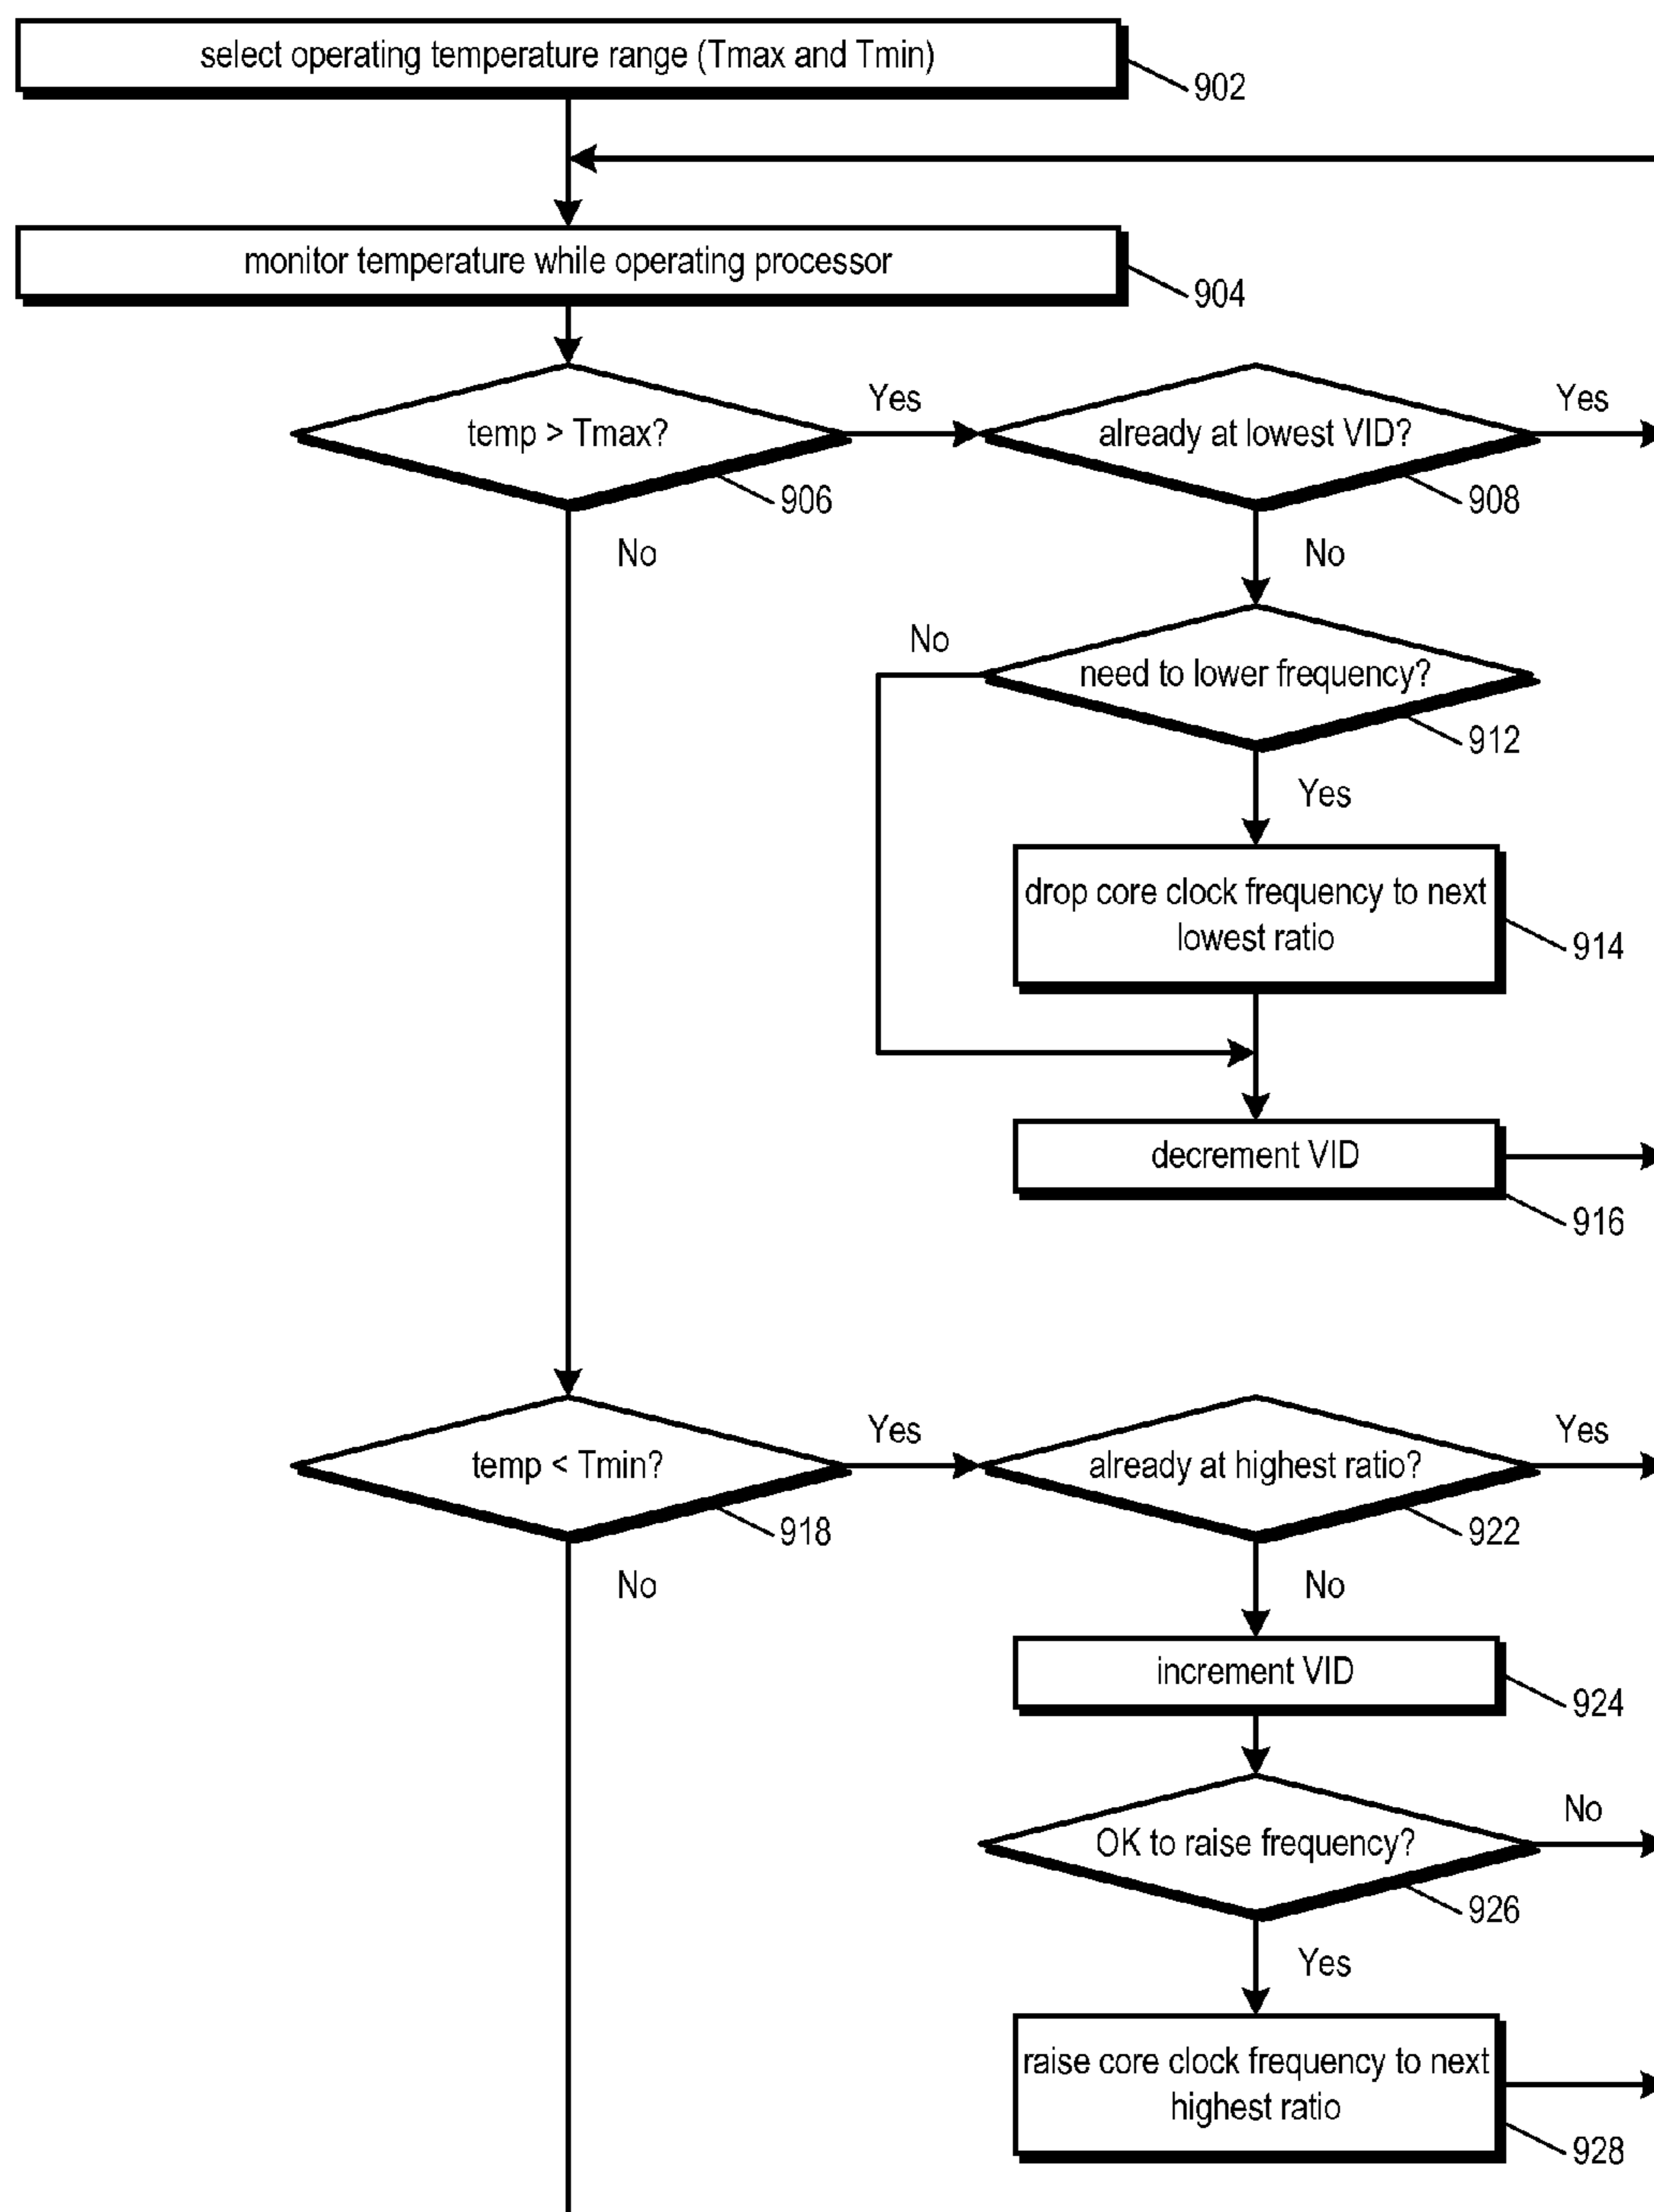 select operating temperature range (Tmax and Tmin)
902
monitor temperature while operating processor
904
temp > Tmax?
906
Yes
No
already at lowest VID?
908
Yes
No
need to lower frequency?
912
No
Yes
drop core clock frequency to next
lowest ratio
914
decrement VID
916
temp < Tmin?
918
Yes
No
already at highest ratio?
922
Yes
No
increment VID
924
OK to raise frequency?
926
No
Yes
raise core clock frequency to next
highest ratio
928